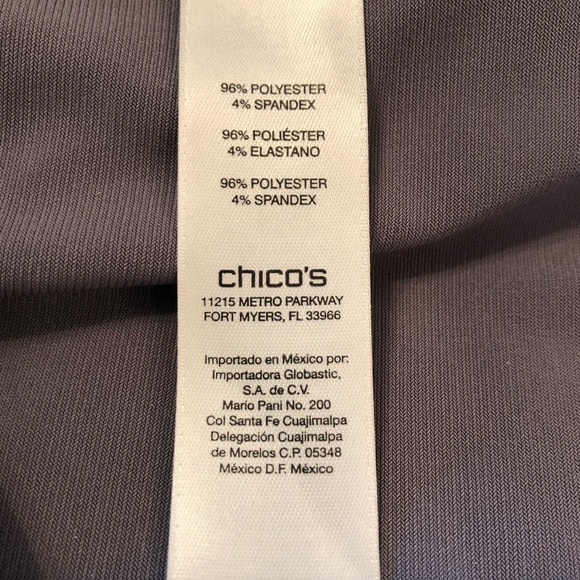 96% POLYESTER
4% SPANDEX
96% POLIÉSTER
4% ELASTANO
96% POLYESTER
4% SPANDEX
chico's
11215 METRO PARKWAY
FORT MYERS, FL 33966
Importado en México por:
Importadora Globastic,
S.A. de C.V.
Mario Pani No. 200
Col Santa Fe Cuajimalpa
Delegación Cuajimalpa
de Morelos C.P. 05348
México D.F. México